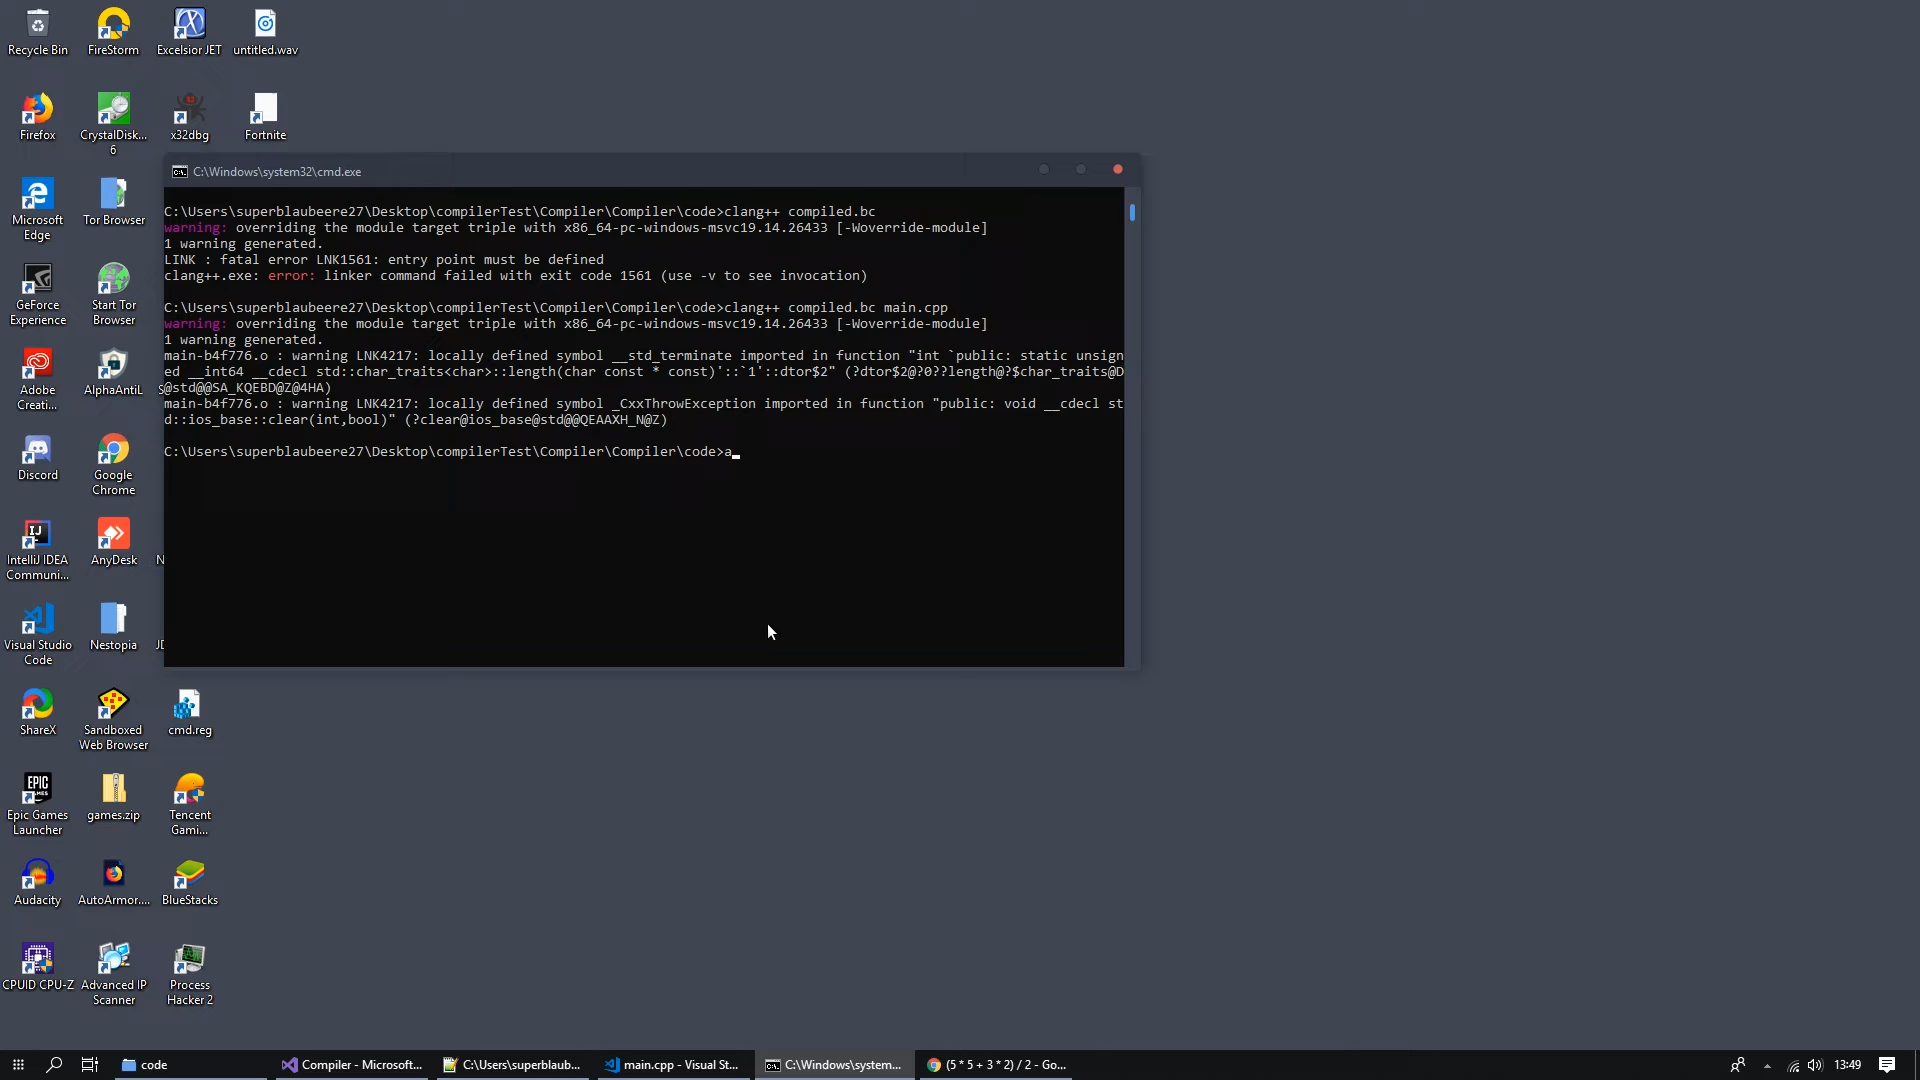 Recycle Bin
FireStorm
Excelsior JET
untitled.wav
Firefox
CrystalDisk...
6
x32dbg
Fortnite
C:\Windows\system32\cmd.exe
C:\Users\superblaubeere27\Desktop\compilerTest\Compiler\Compiler\code>clang++ compiled.bc
warning: overriding the module target triple with x86_64-pc-windows-msvc19.14.26433 [-Woverride-module]
1 warning generated.
LINK : fatal error LNK1561: entry point must be defined
clang++.exe: error: linker command failed with exit code 1561 (use -v to see invocation)
C:\Users\superblaubeere27\Desktop\compilerTest\Compiler\Compiler\code>clang++ compiled.bc main.cpp
warning: overriding the module target triple with x86_64-pc-windows-msvc19.14.26433 [-Woverride-module]
1 warning generated.
main-b4f776.o : warning LNK4217: locally defined symbol __std_terminate imported in function "int `public: static unsign
ed __int64 __cdecl std::char_traits<char>::length(char const * const)'::`1'::dtor$2" (?dtor$2@?0??length@?$char_traits@D
@std@@SA_KQEBD@Z@4HA)
main-b4f776.o : warning LNK4217: locally defined symbol _CxxThrowException imported in function "public: void __cdecl st
d::ios_base::clear(int,bool)" (?clear@ios_base@std@@QEAAXH_N@Z)
C:\Users\superblaubeere27\Desktop\compilerTest\Compiler\Compiler\code>a
Microsoft
Edge
Tor Browser
GeForce
Experience
Start Tor
Browser
Adobe
Creati...
AlphaAntiL
Discord
Google
Chrome
IntelliJ IDEA
Communi...
AnyDesk
N
Visual Studio
Code
Nestopia
ShareX
Sandboxed
Web Browser
cmd.reg
EPIC
GAMES
Epic Games
Launcher
games.zip
Tencent
Gami...
Audacity
AutoArmor....
BlueStacks
CPUID CPU-Z
Advanced IP
Scanner
Process
Hacker 2
code
Compiler - Microsoft...
C:\Users\superblaub...
main.cpp - Visual St...
C:\Windows\system...
(5 * 5 + 3 * 2) / 2 - Go...
13:49